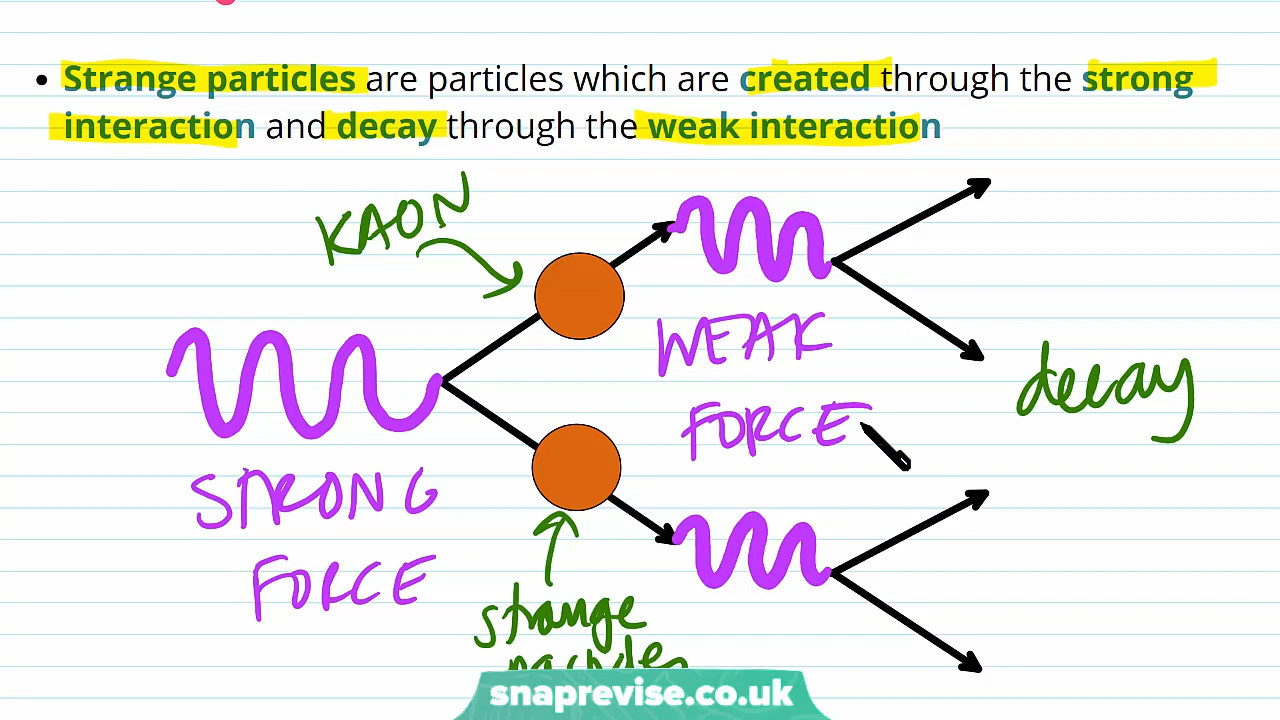 • Strange particles are particles which are created through the strong
interaction and decay through the weak interaction
KAON
WEAK
FORCE
decay
STRONG
FORCE
strange
snaprevise.co.uk